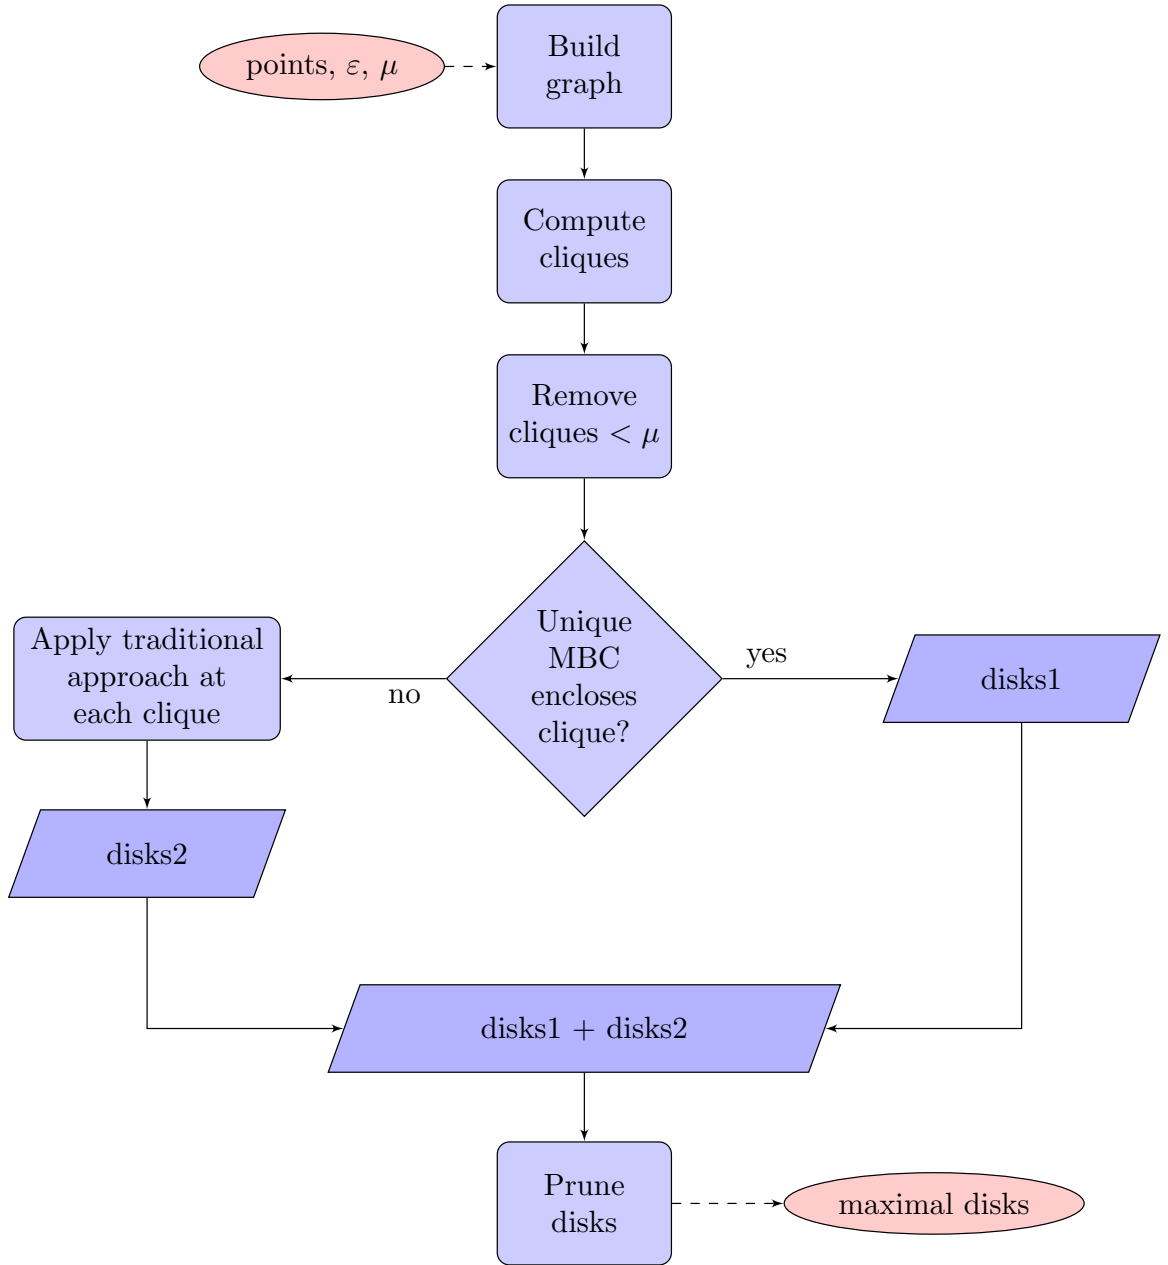 Build
graph
points, ε, μ
Compute
cliques
Remove
cliques < μ
Unique
MBC
encloses
clique?
no
yes
Apply traditional
approach at
each clique
disks1
disks2
disks1 + disks2
Prune
disks
maximal disks